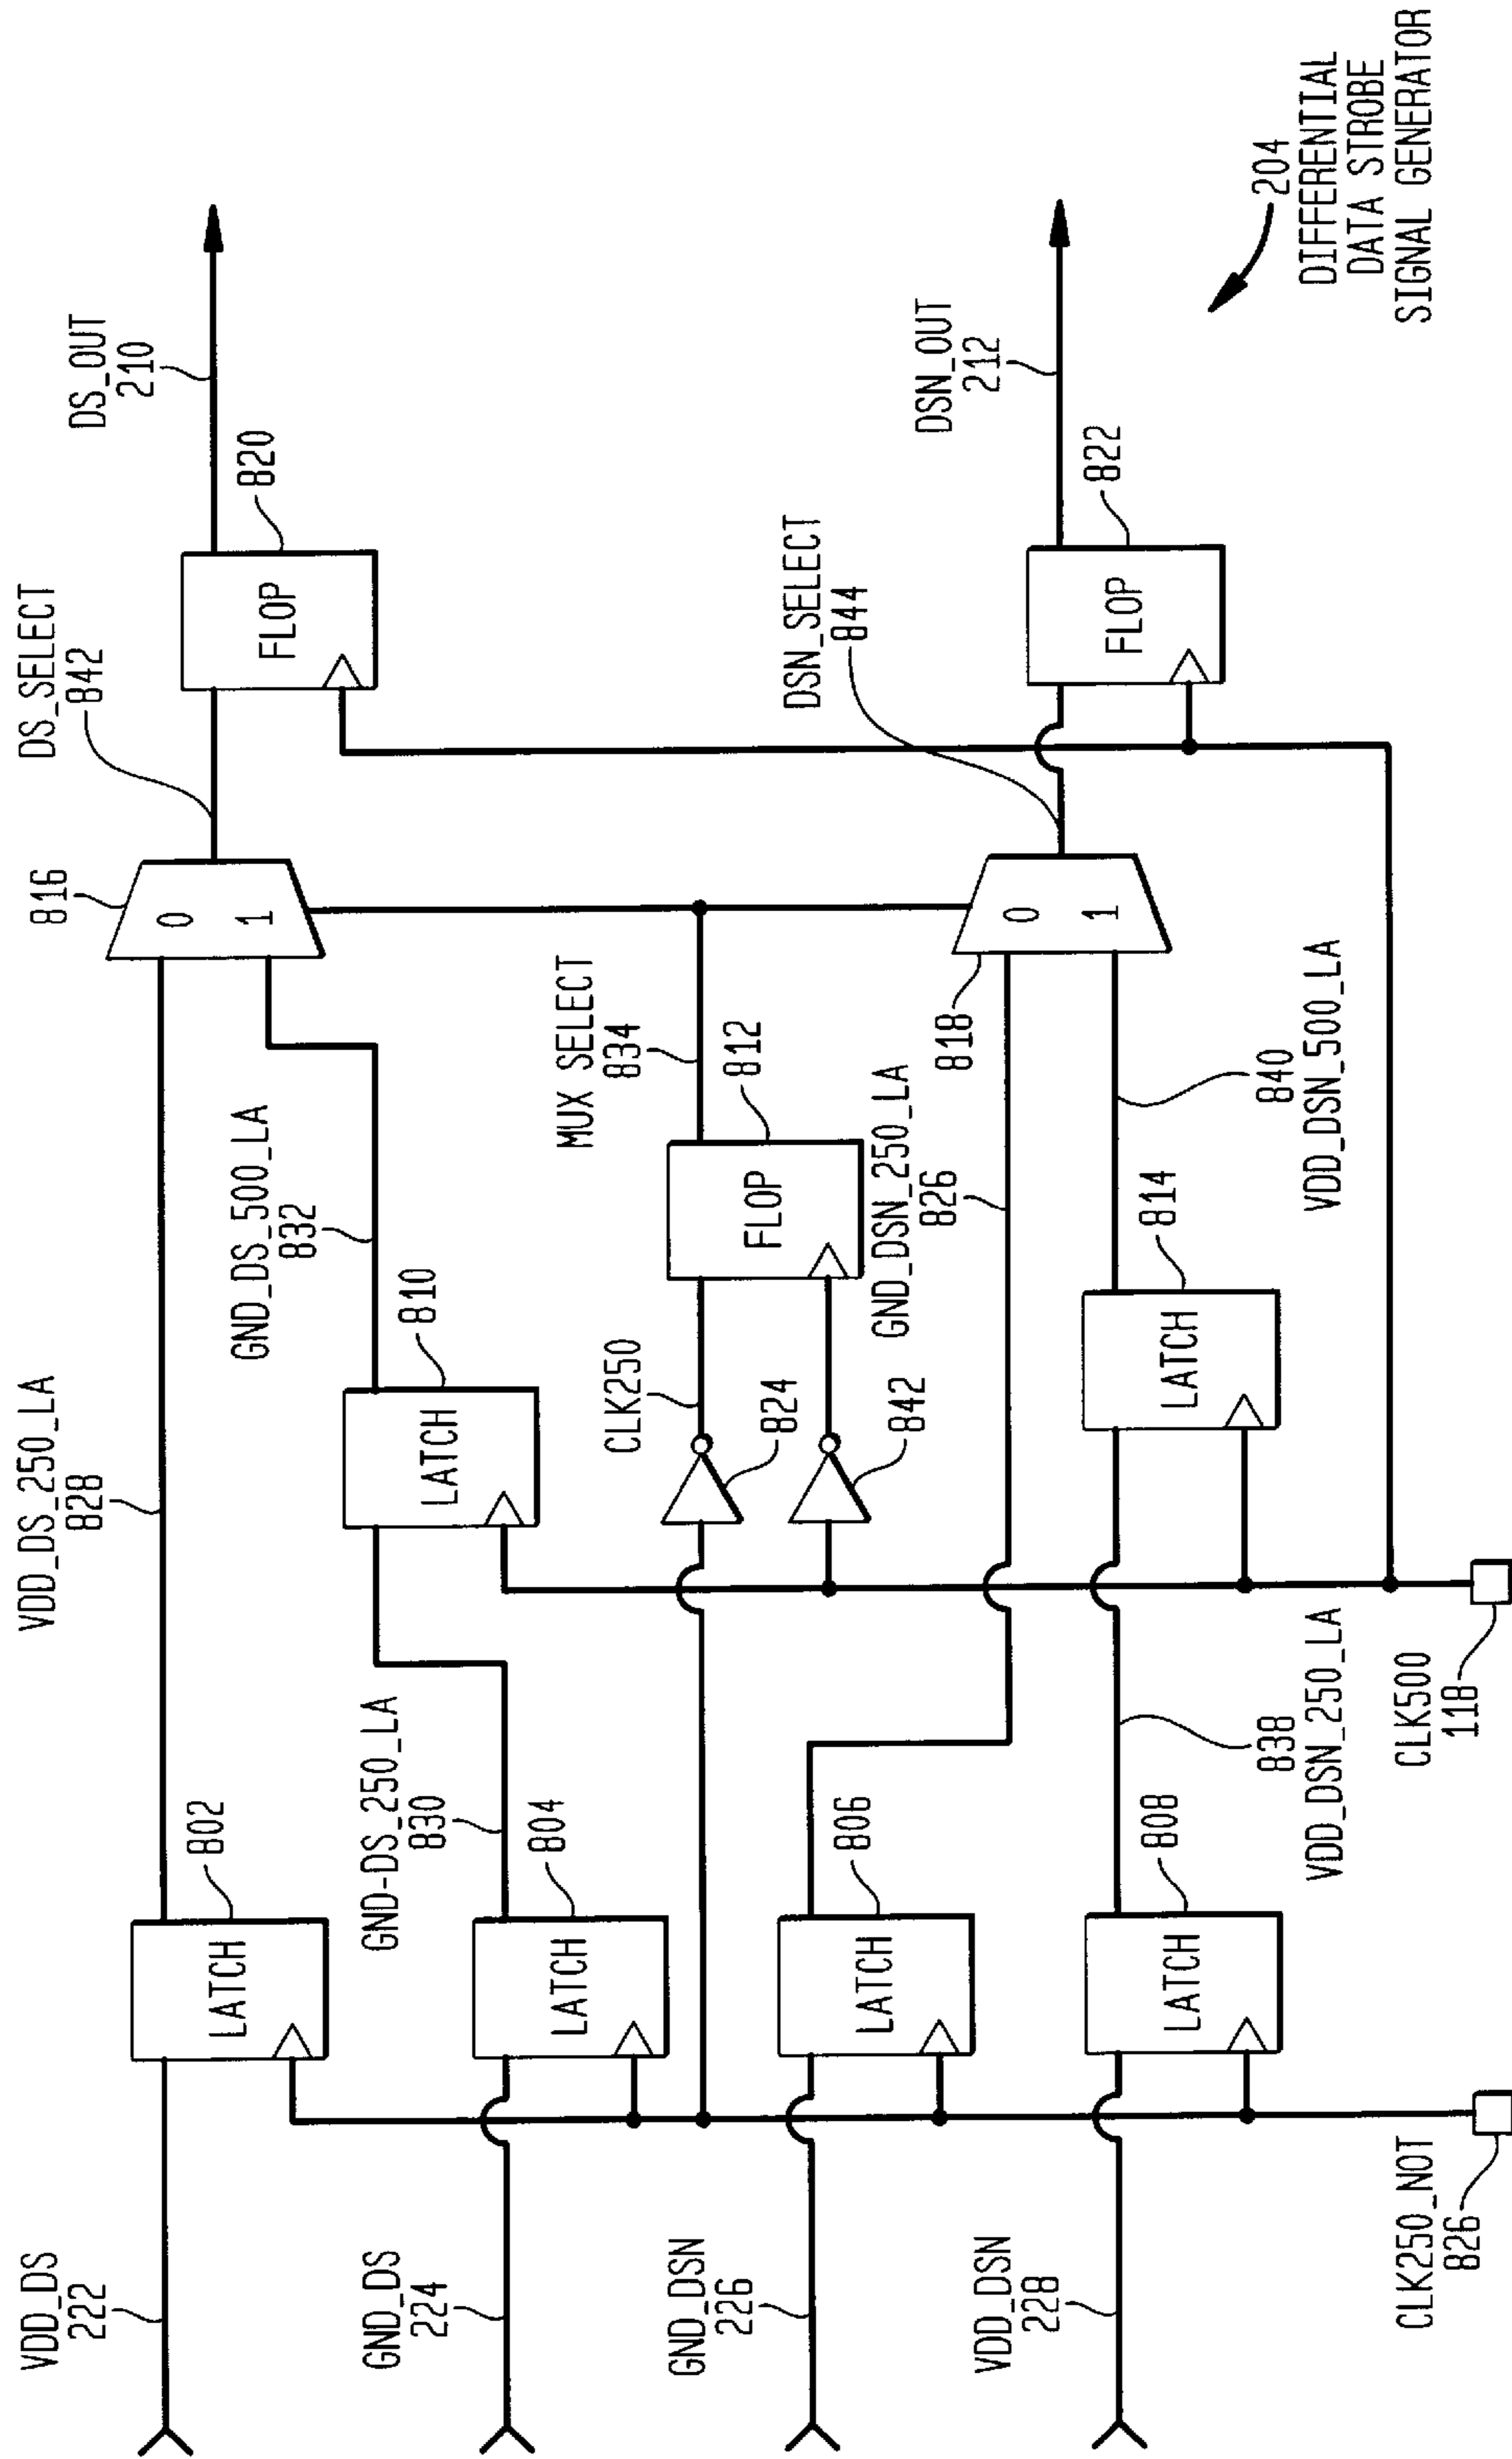 VDD_DS
222
GND_DS
224
GND_DSN
226
VDD_DSN
228
CLK250_NOT
826
LATCH
802
LATCH
804
LATCH
806
LATCH
808
VDD_DS_250_LA
828
GND-DS_250_LA
830
838
VDD_DSN_250_LA
CLK500
118
LATCH
810
GND_DS_500_LA
832
CLK250
824
842
FLOP
812
MUX SELECT
834
GND_DSN_250_LA
826
LATCH
814
840
VDD_DSN_500_LA
816
0
1
818
0
1
DS_SELECT
842
DSN_SELECT
844
FLOP
820
FLOP
822
DS_OUT
210
DSN_OUT
212
204
DIFFERENTIAL
DATA STROBE
SIGNAL GENERATOR